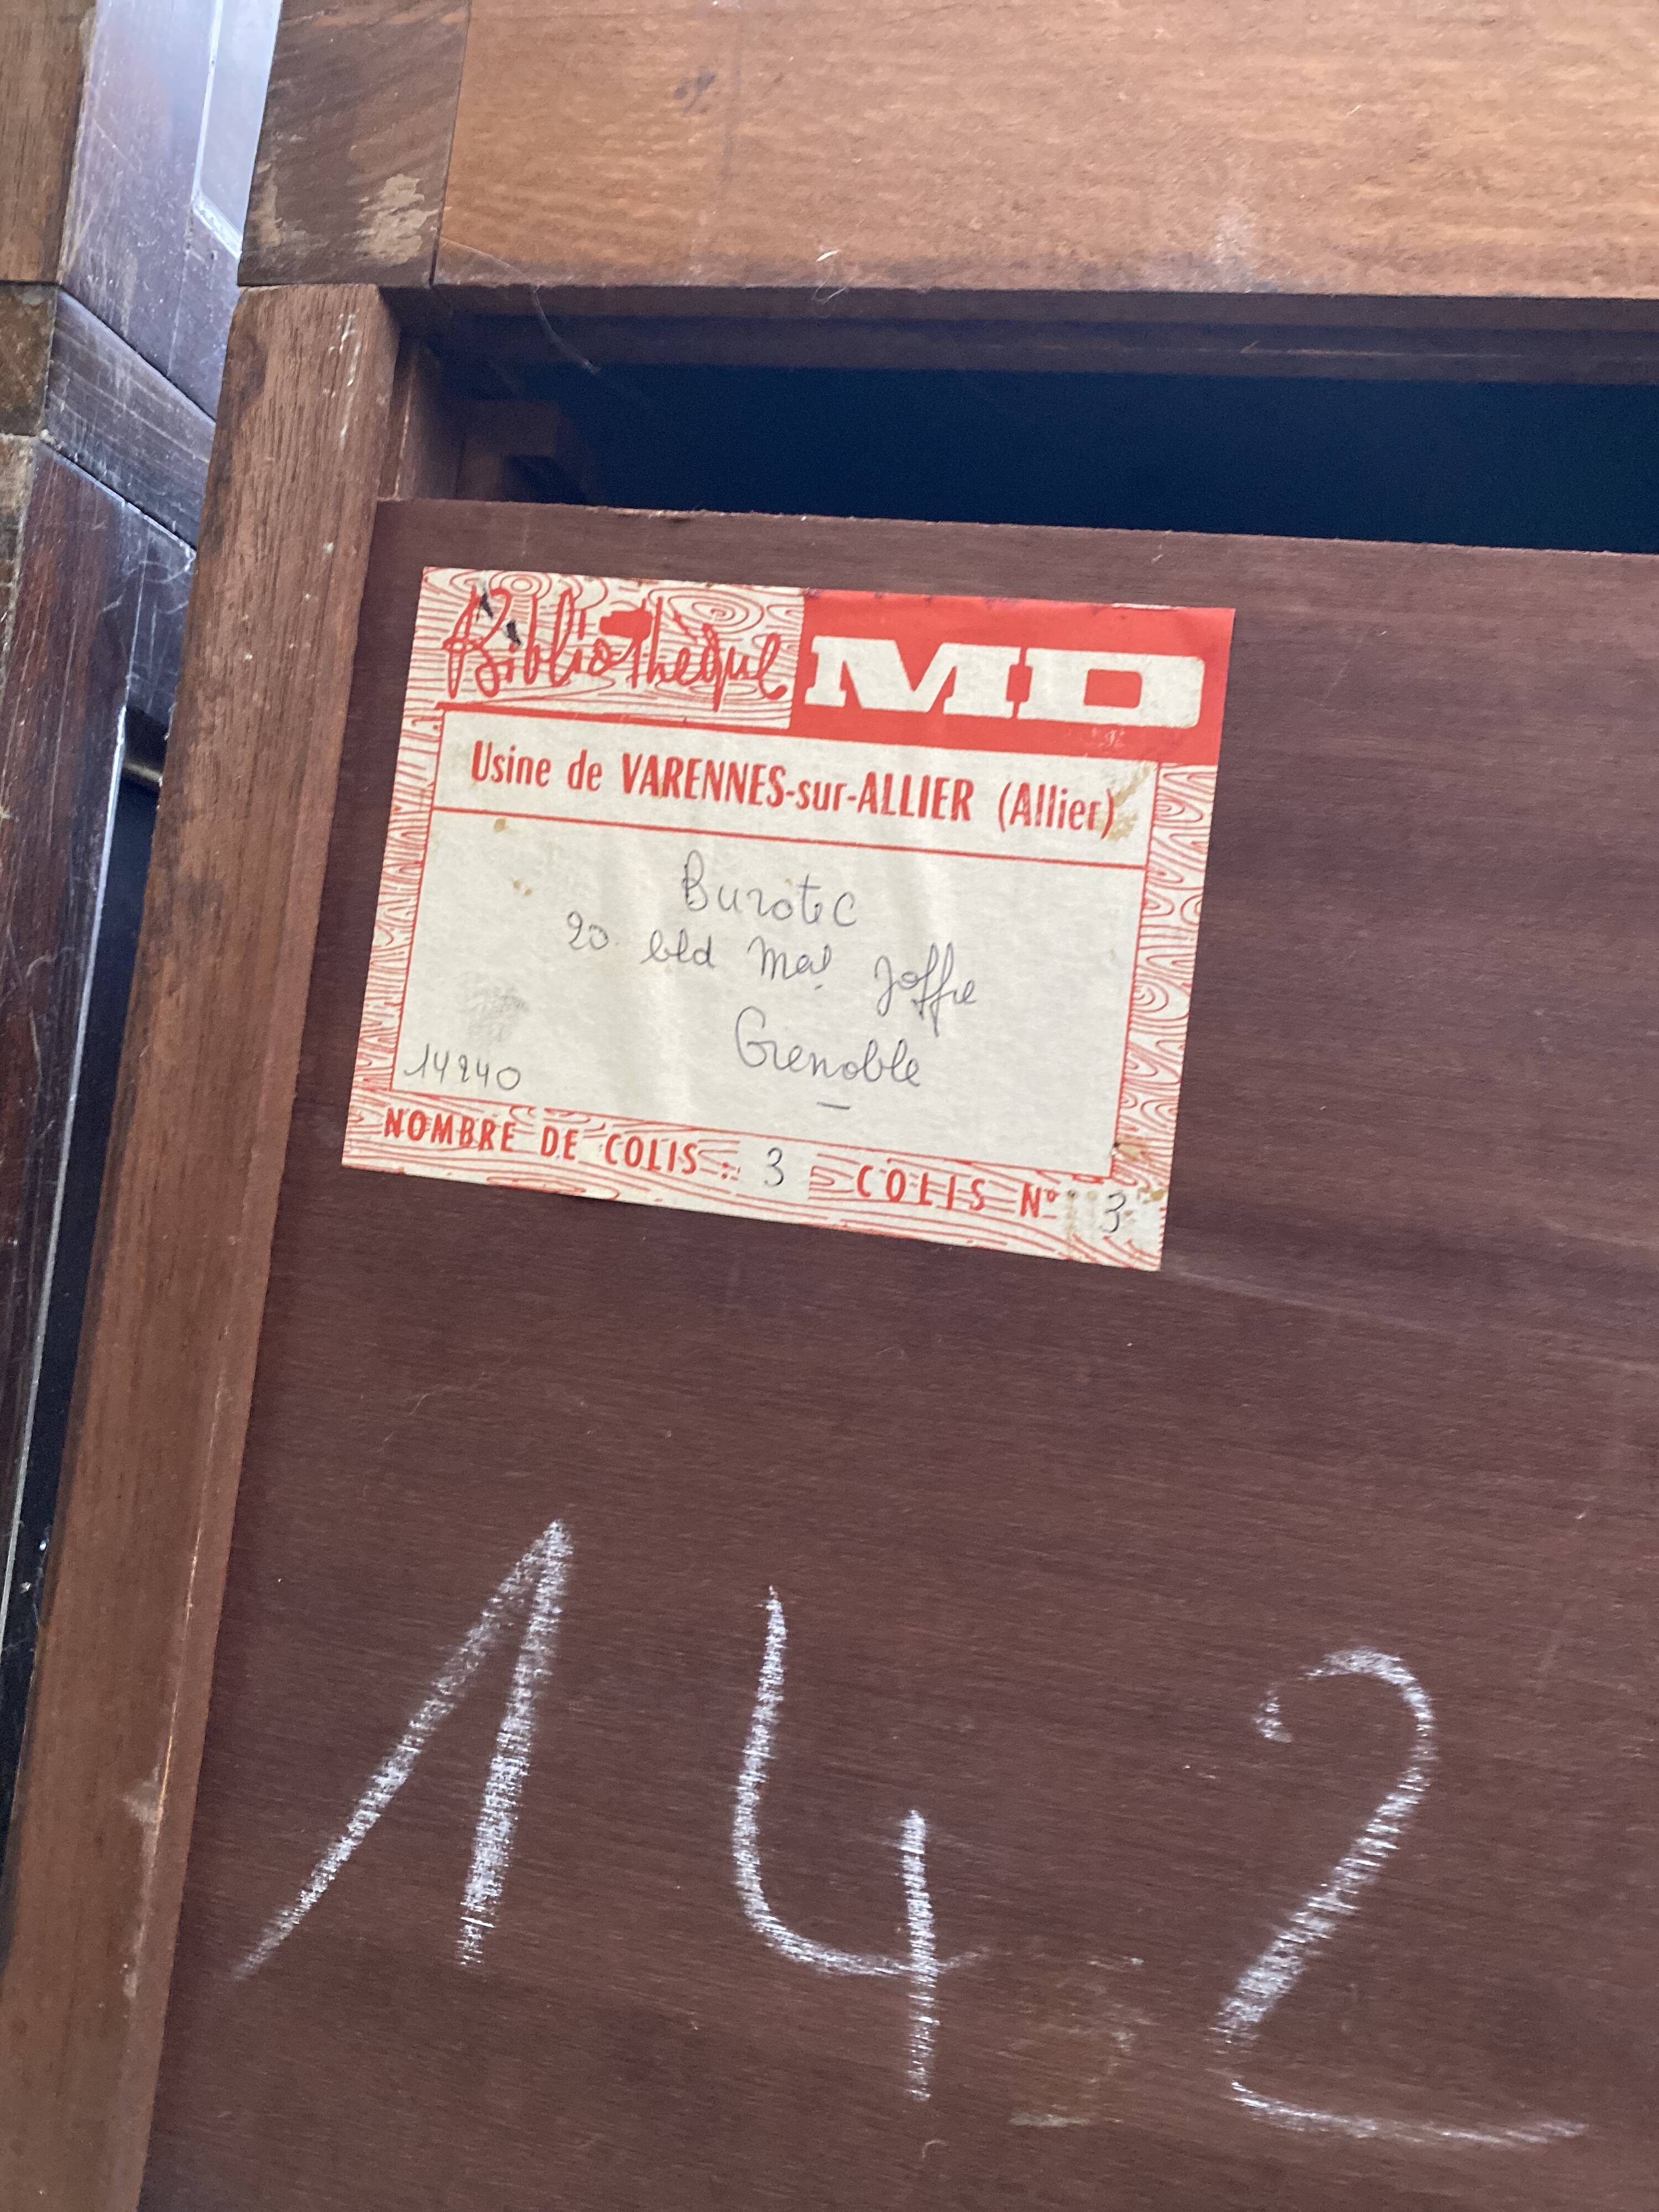 Bibliothèque MD
Usine de VARENNES-sur-ALLIER (Allier)
Burotec
20 bld Mal Joffre
Grenoble
14240
NOMBRE DE COLIS : 3 COLIS Nº 3
142